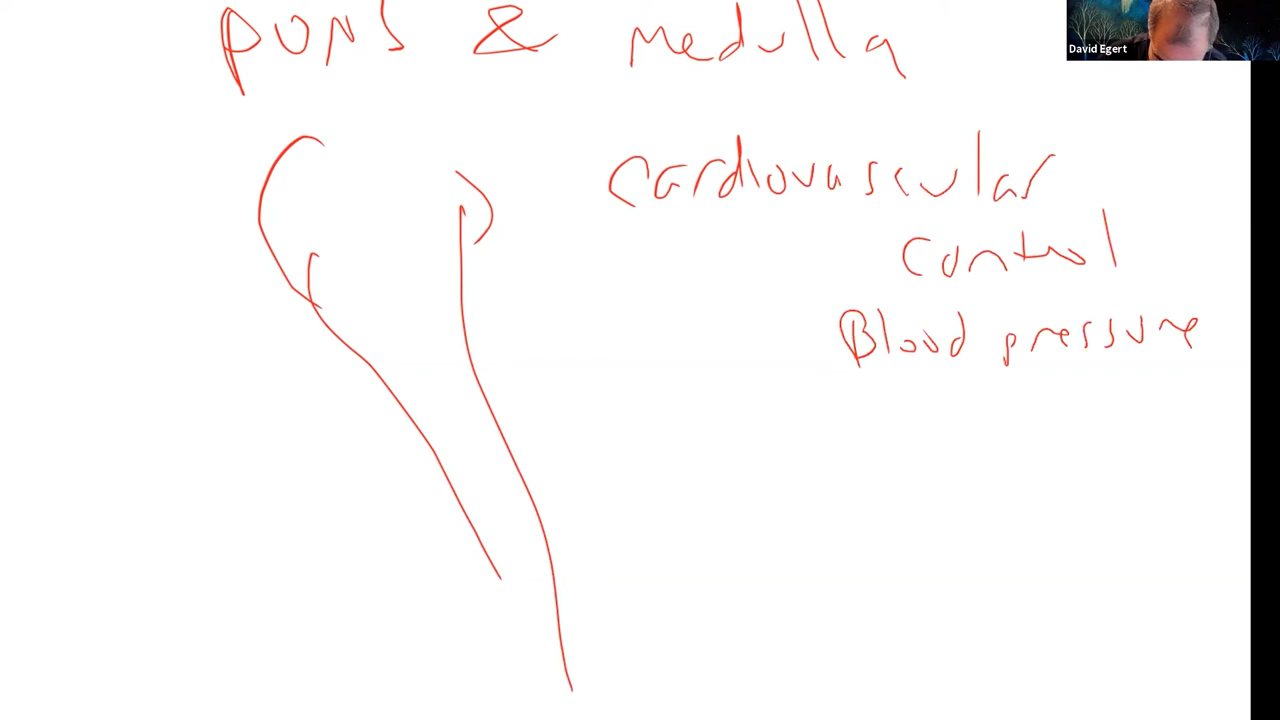 pons & medulla
David Egert
cardiovascular
control
Blood pressure